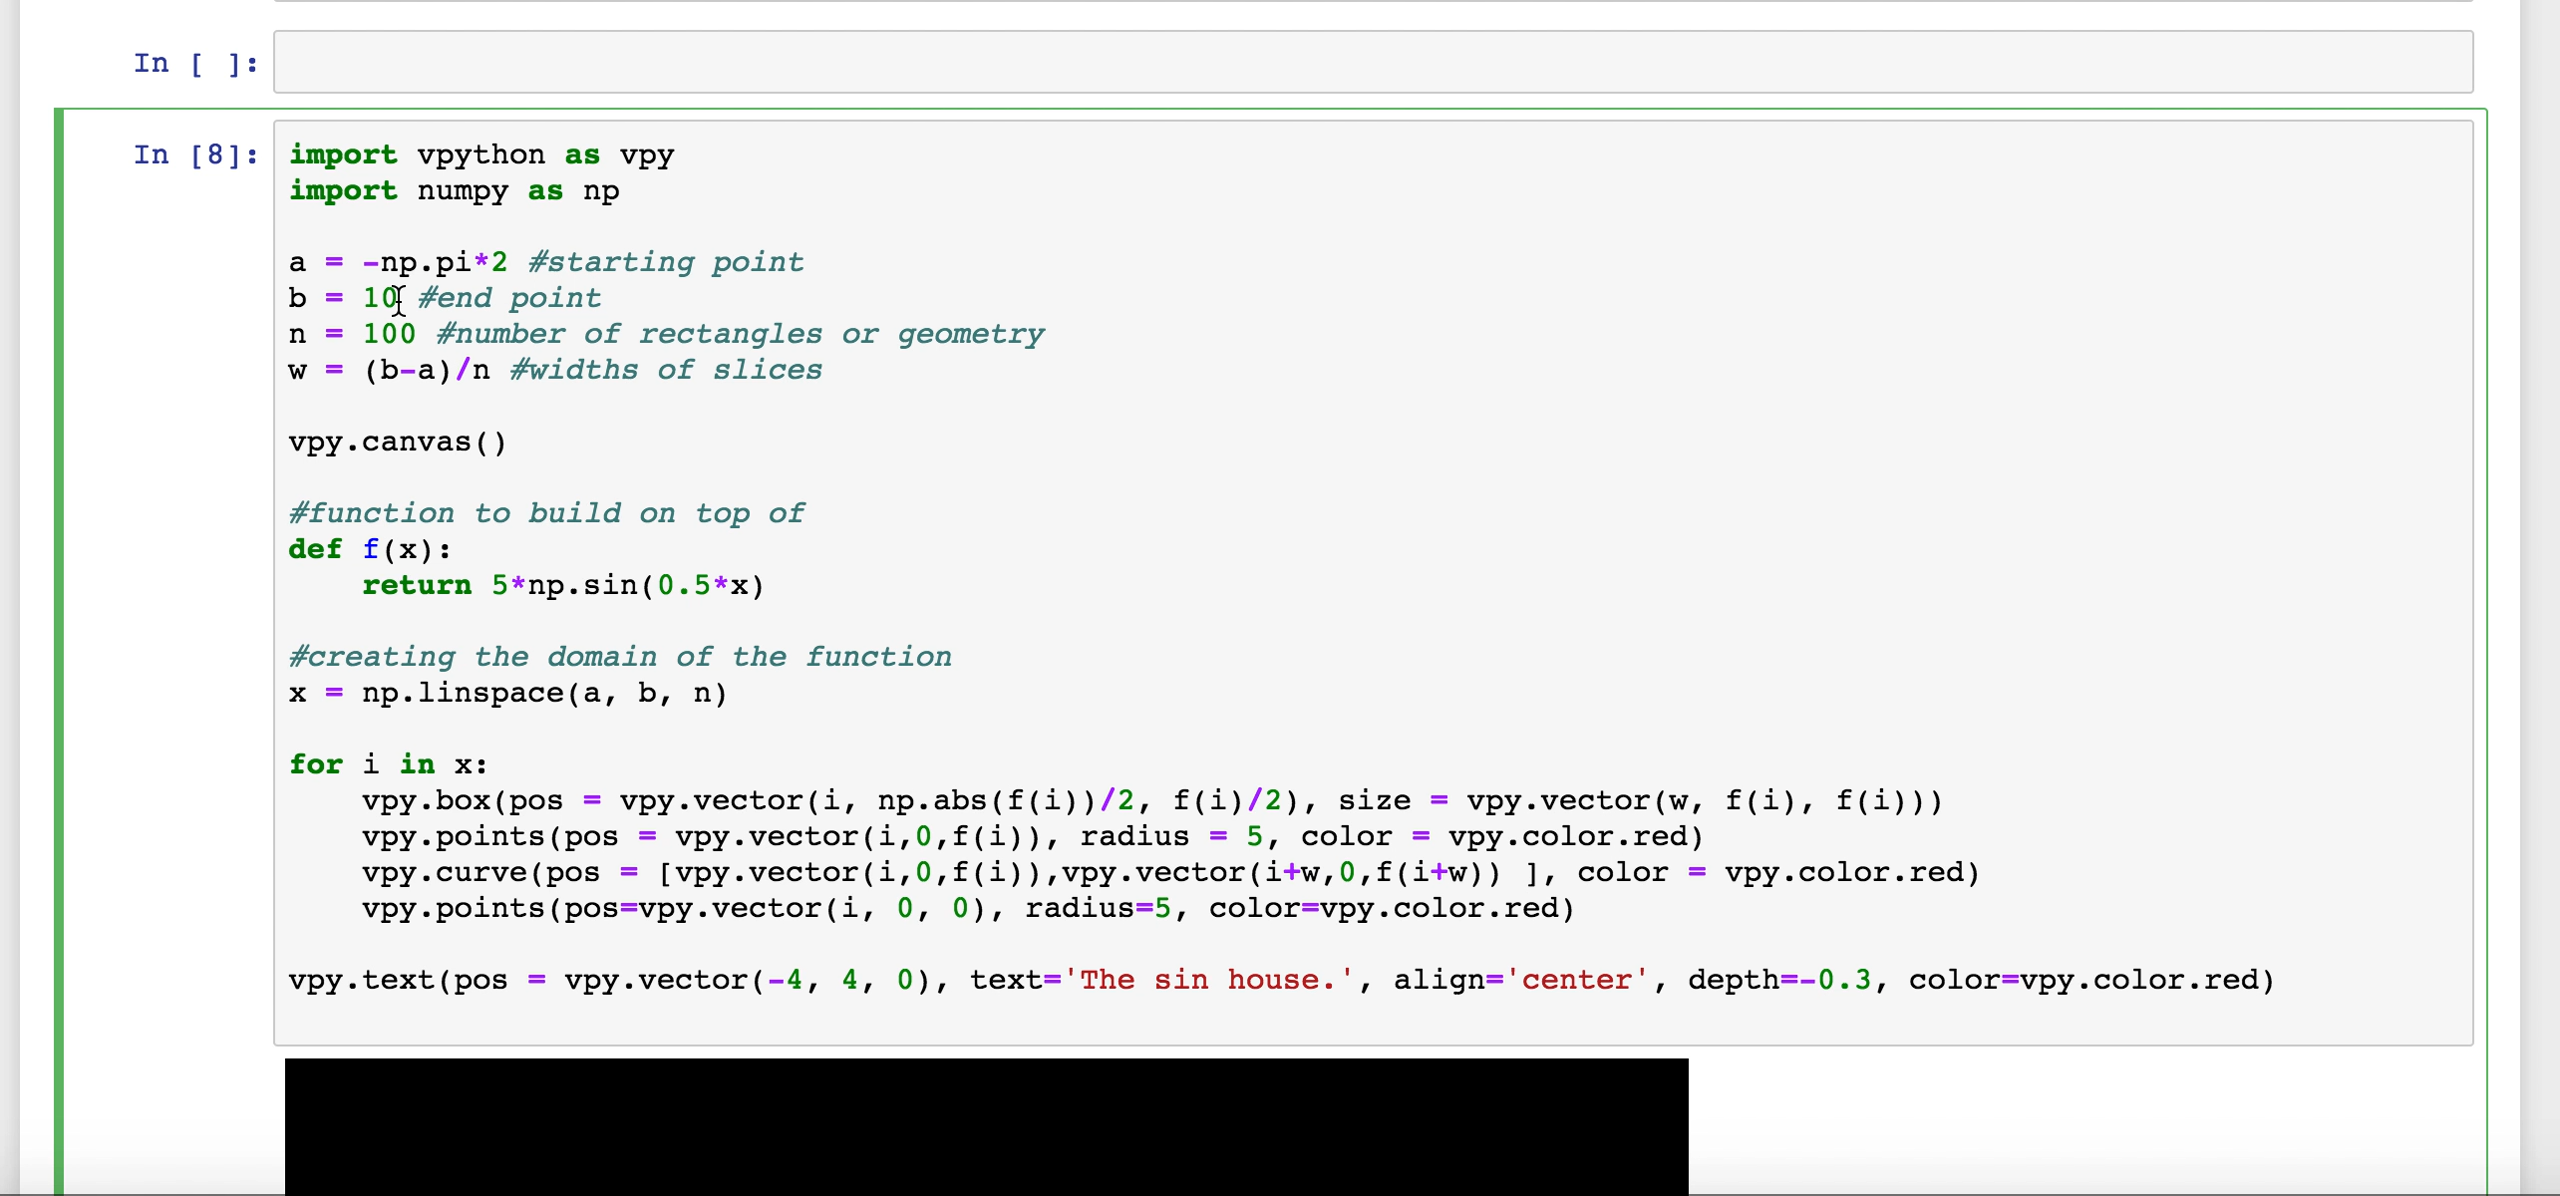 In [ ]:
In [8]:
import vpython as vpy
import numpy as np
a = -np.pi*2 #starting point
b = 10 #end point
n = 100 #number of rectangles or geometry
w = (b-a)/n #widths of slices
vpy.canvas()
#function to build on top of
def f(x):
    return 5*np.sin(0.5*x)
#creating the domain of the function
x = np.linspace(a, b, n)
for i in x:
    vpy.box(pos = vpy.vector(i, np.abs(f(i))/2, f(i)/2), size = vpy.vector(w, f(i), f(i)))
    vpy.points(pos = vpy.vector(i,0,f(i)), radius = 5, color = vpy.color.red)
    vpy.curve(pos = [vpy.vector(i,0,f(i)),vpy.vector(i+w,0,f(i+w)) ], color = vpy.color.red)
    vpy.points(pos=vpy.vector(i, 0, 0), radius=5, color=vpy.color.red)
vpy.text(pos = vpy.vector(-4, 4, 0), text='The sin house.', align='center', depth=-0.3, color=vpy.color.red)